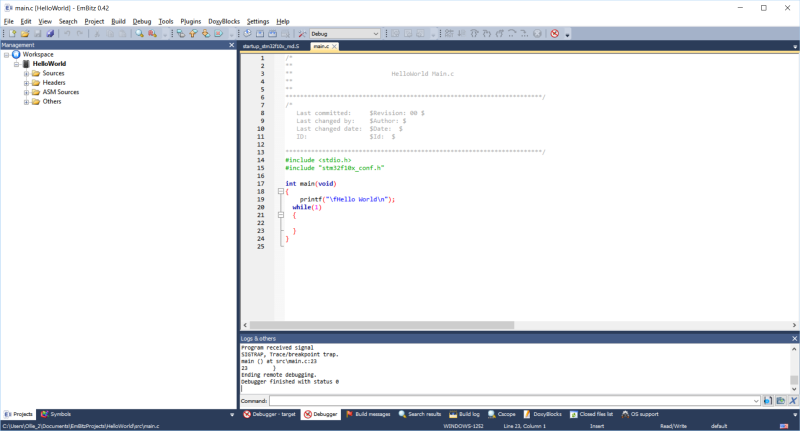 main.c [HelloWorld] - EmBitz 0.42
File Edit View Search Project Build Debug Tools Plugins DoxyBlocks Settings Help
Debug
Management
Workspace
HelloWorld
Sources
Headers
ASM Sources
Others
startup_stm32f10x_md.S main.c
1 /*
2 **
3 ** HelloWorld Main.c
4 **
5 **
6 **********************************************************************/
7 /*
8 Last committed: $Revision: 00 $
9 Last changed by: $Author: $
10 Last changed date: $Date: $
11 ID: $Id: $
12
13 **********************************************************************/
14 #include <stdio.h>
15 #include "stm32f10x_conf.h"
16
17 int main(void)
18 {
19 printf("\fHello World\n");
20 while(1)
21 {
22
23 }
24 }
25
Logs & others
Program received signal
SIGTRAP, Trace/breakpoint trap.
main () at src\main.c:23
23 }
Ending remote debugging.
Debugger finished with status 0
Command:
Projects Symbols
Debugger - target Debugger Build messages Search results Build log Cscope DoxyBlocks Closed files list OS support
C:\Users\Olle_2\Documents\EmBitzProjects\HelloWorld\src\main.c WINDOWS-1252 Line 23, Column 1 Insert Read/Write default